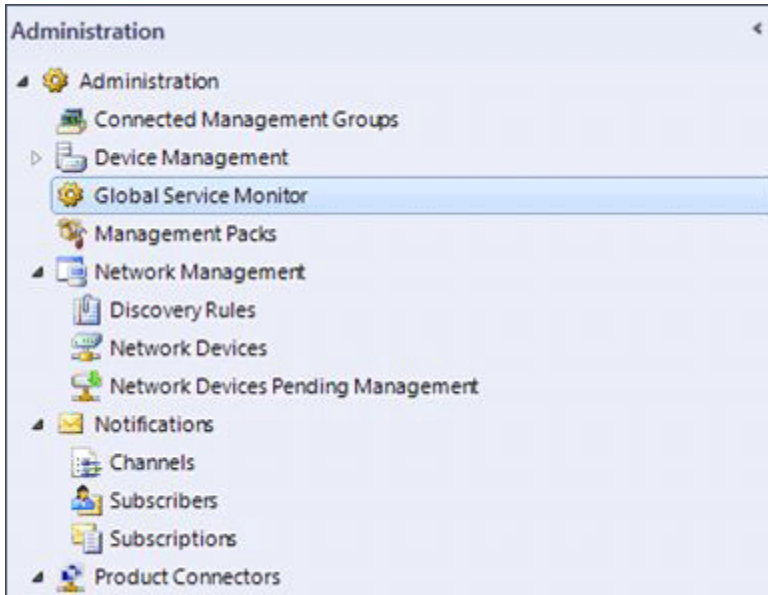 Administration
Administration
Connected Management Groups
Device Management
Global Service Monitor
Management Packs
Network Management
Discovery Rules
Network Devices
Network Devices Pending Management
Notifications
Channels
Subscribers
Subscriptions
Product Connectors